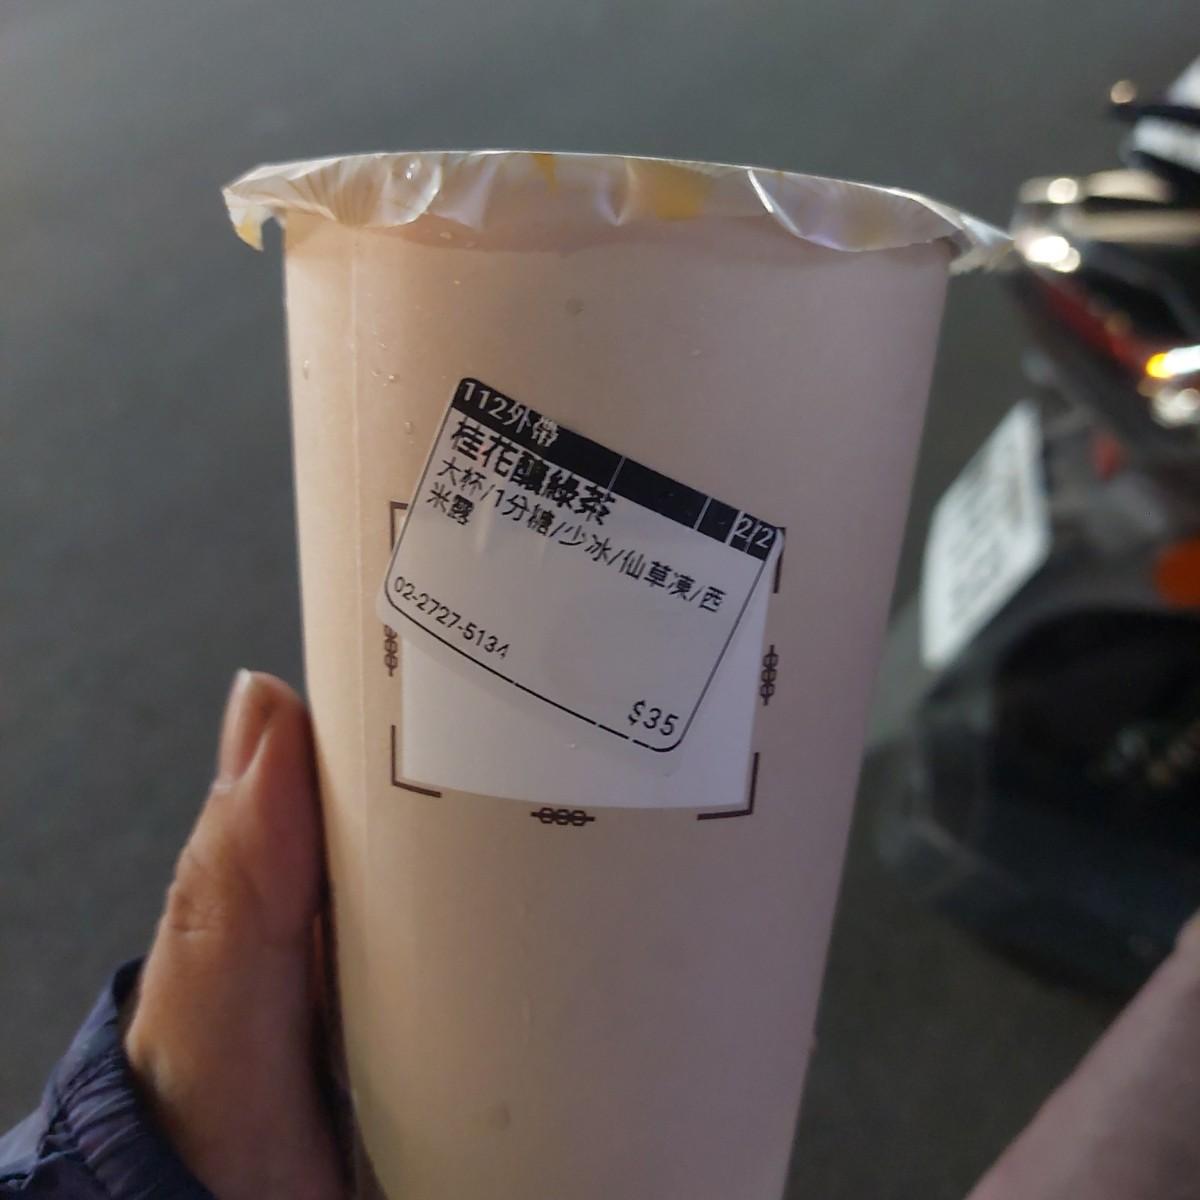 112外帶 2/2
桂花釀綠茶
大杯/1分糖/少冰/仙草凍/西
米露
02-2727-5134
$35